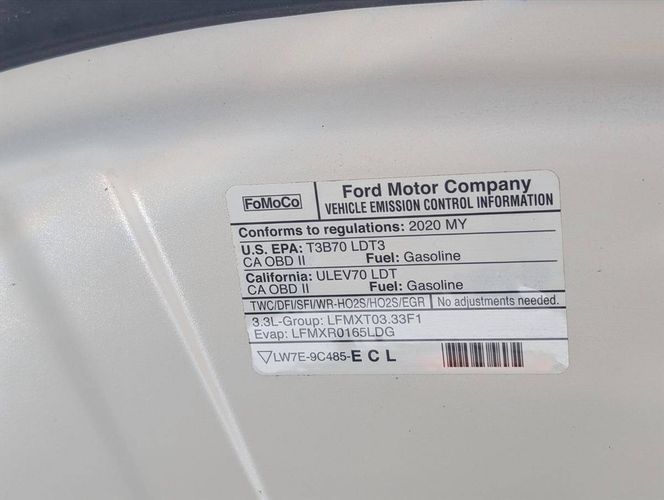 FoMoCo
Ford Motor Company
VEHICLE EMISSION CONTROL INFORMATION
Conforms to regulations: 2020 MY
U.S. EPA: T3B70 LDT3
CA OBD II Fuel: Gasoline
California: ULEV70 LDT
CA OBD II Fuel: Gasoline
TWC/DFI/SFI/WR-HO2S/HO2S/EGR No adjustments needed.
3.3L-Group: LFMXT03.33F1
Evap: LFMXR0165LDG
LW7E-9C485-E C L